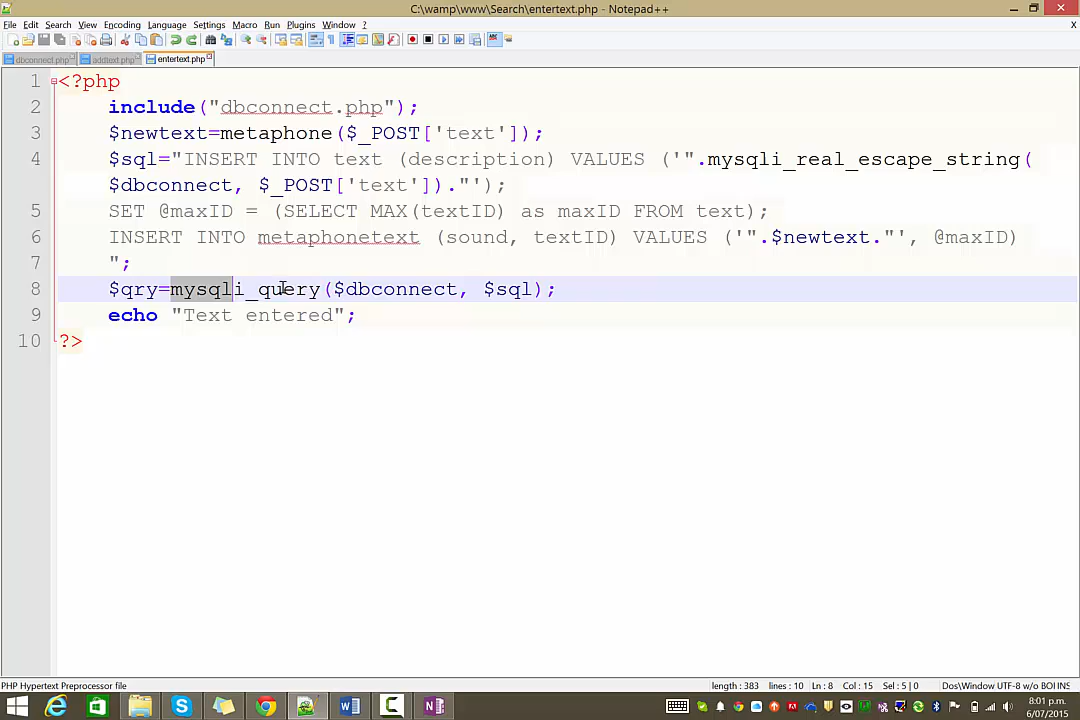 C:\wamp\www\Search\entertext.php - Notepad++
File Edit Search View Encoding Language Settings Macro Run Plugins Window ? X
dbconnect.php addtext.php entertext.php
1 <?php
2 include("dbconnect.php");
3 $newtext=metaphone($_POST['text']);
4 $sql="INSERT INTO text (description) VALUES ('".mysqli_real_escape_string(
$dbconnect, $_POST['text'])."');
5 SET @maxID = (SELECT MAX(textID) as maxID FROM text);
6 INSERT INTO metaphonetext (sound, textID) VALUES ('".$newtext."', @maxID)
7 ";
8 $qry=mysqli_query($dbconnect, $sql);
9 echo "Text entered";
10 ?>
PHP Hypertext Preprocessor file length : 383 lines : 10 Ln : 8 Col : 15 Sel : 5 | 0 Dos\Window UTF-8 w/o BOM INS
8:01 p.m.
6/07/2015